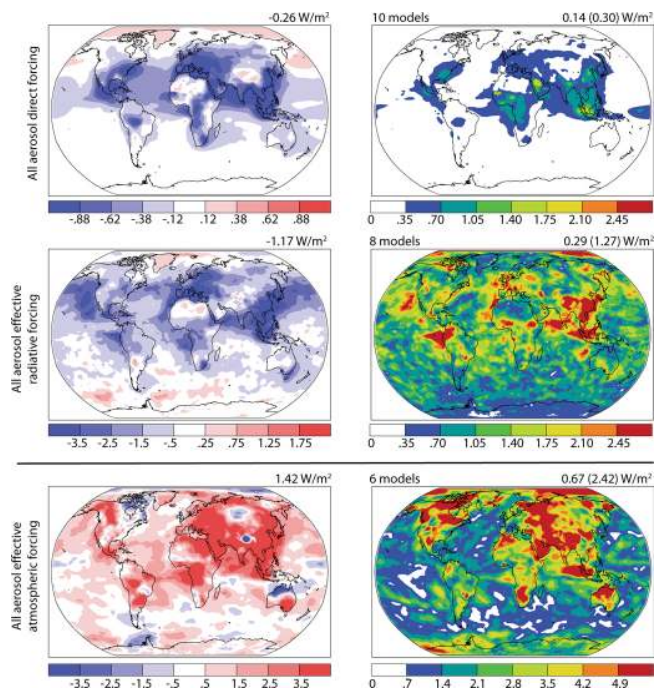 -0.26 W/m²
10 models 0.14 (0.30) W/m²
All aerosol direct forcing
-.88 -.62 -.38 -.12 .12 .38 .62 .88
0 .35 .70 1.05 1.40 1.75 2.10 2.45
-1.17 W/m²
8 models 0.29 (1.27) W/m²
All aerosol effective
radiative forcing
-3.5 -2.5 -1.5 -.5 .25 .75 1.25 1.75
0 .35 .70 1.05 1.40 1.75 2.10 2.45
1.42 W/m²
6 models 0.67 (2.42) W/m²
All aerosol effective
atmospheric forcing
-3.5 -2.5 -1.5 -.5 .5 1.5 2.5 3.5
0 .7 1.4 2.1 2.8 3.5 4.2 4.9